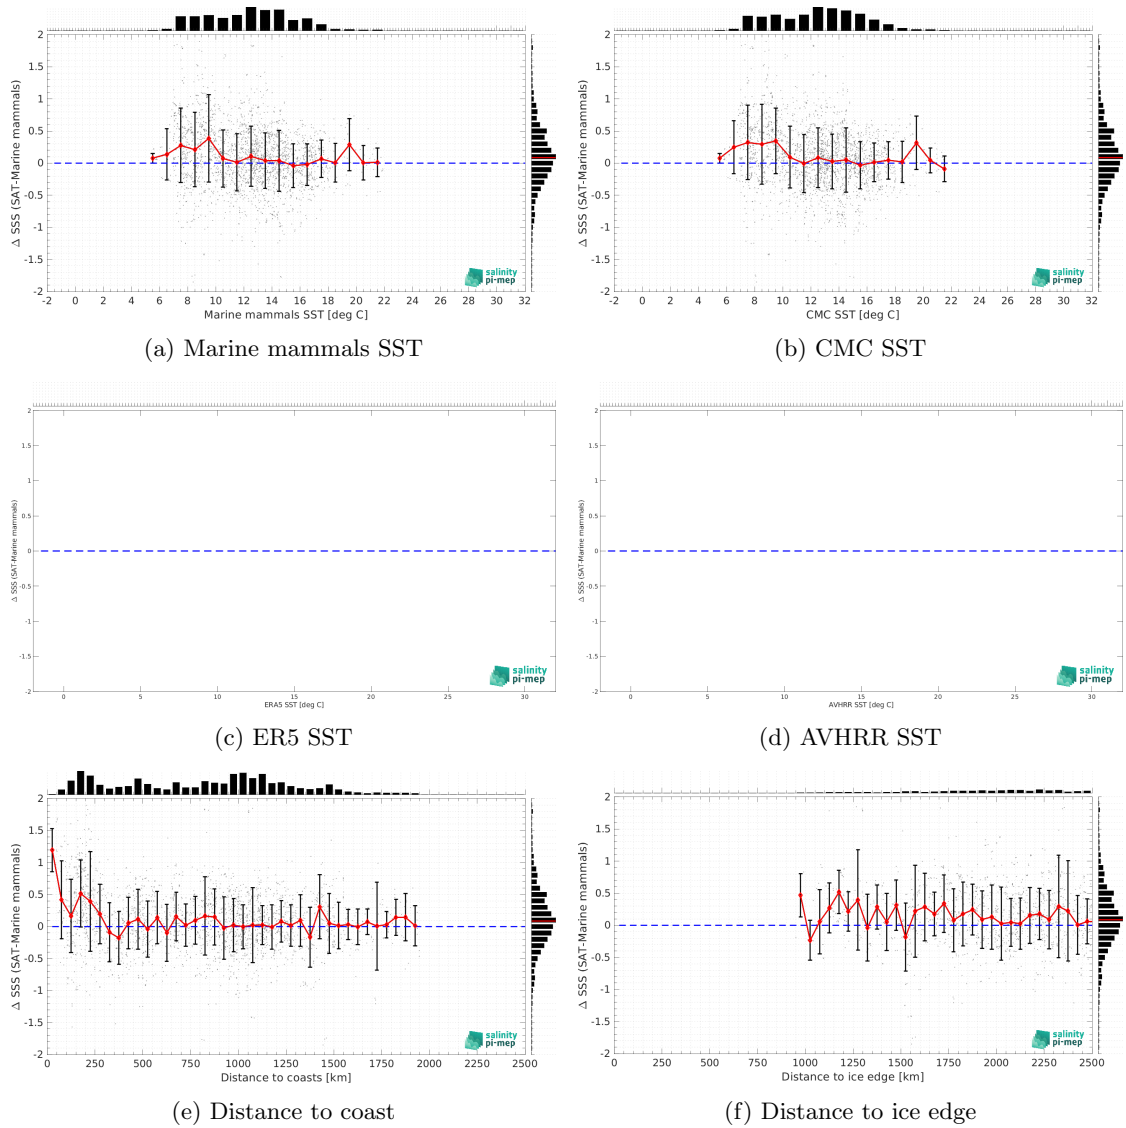 2
1.5
1
0.5
0
-0.5
-1
-1.5
-2
Δ SSS (SAT-Marine mammals)
salinity
pi-mep
-2 0 2 4 6 8 10 12 14 16 18 20 22 24 26 28 30 32
Marine mammals SST [deg C]
(a) Marine mammals SST
2
1.5
1
0.5
0
-0.5
-1
-1.5
-2
Δ SSS (SAT-Marine mammals)
salinity
pi-mep
-2 0 2 4 6 8 10 12 14 16 18 20 22 24 26 28 30 32
CMC SST [deg C]
(b) CMC SST
2
1.5
1
0.5
0
-0.5
-1
-1.5
-2
Δ SSS (SAT-Marine mammals)
salinity
pi-mep
0 5 10 15 20 25 30
ERA5 SST [deg C]
(c) ER5 SST
2
1.5
1
0.5
0
-0.5
-1
-1.5
-2
Δ SSS (SAT-Marine mammals)
salinity
pi-mep
0 5 10 15 20 25 30
AVHRR SST [deg C]
(d) AVHRR SST
2
1.5
1
0.5
0
-0.5
-1
-1.5
-2
Δ SSS (SAT-Marine mammals)
salinity
pi-mep
0 250 500 750 1000 1250 1500 1750 2000 2250 2500
Distance to coasts [km]
(e) Distance to coast
2
1.5
1
0.5
0
-0.5
-1
-1.5
-2
Δ SSS (SAT-Marine mammals)
salinity
pi-mep
0 250 500 750 1000 1250 1500 1750 2000 2250 2500
Distance to ice edge [km]
(f) Distance to ice edge